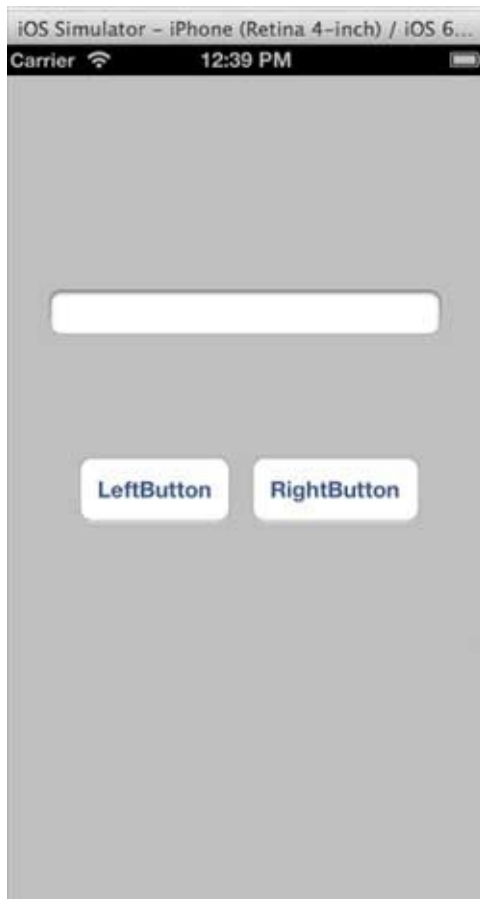 iOS Simulator – iPhone (Retina 4-inch) / iOS 6...
Carrier 12:39 PM
LeftButton RightButton